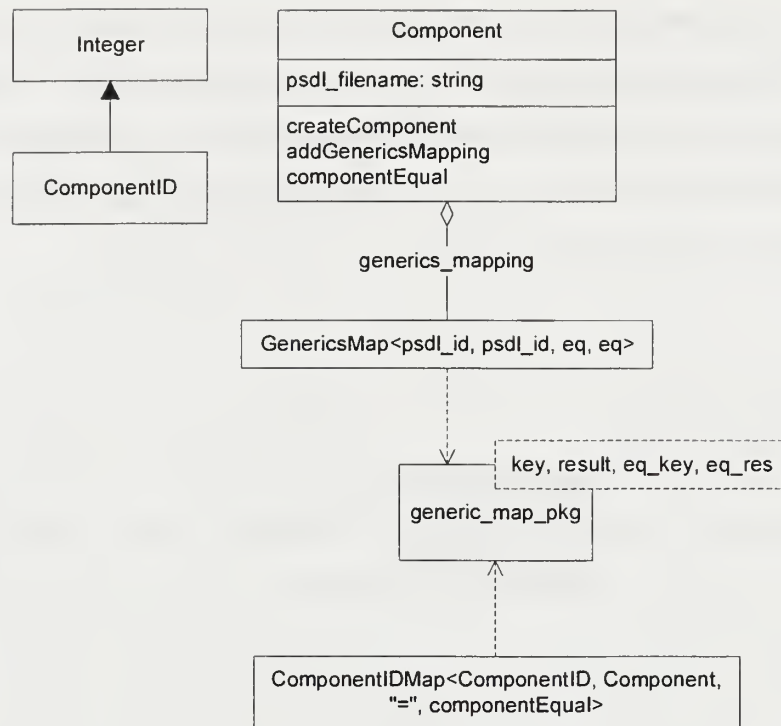 Integer
ComponentID
Component
psdl_filename: string
createComponent
addGenericsMapping
componentEqual
generics_mapping
GenericsMap<psdl_id, psdl_id, eq, eq>
key, result, eq_key, eq_res
generic_map_pkg
ComponentIDMap<ComponentID, Component,
"=", componentEqual>